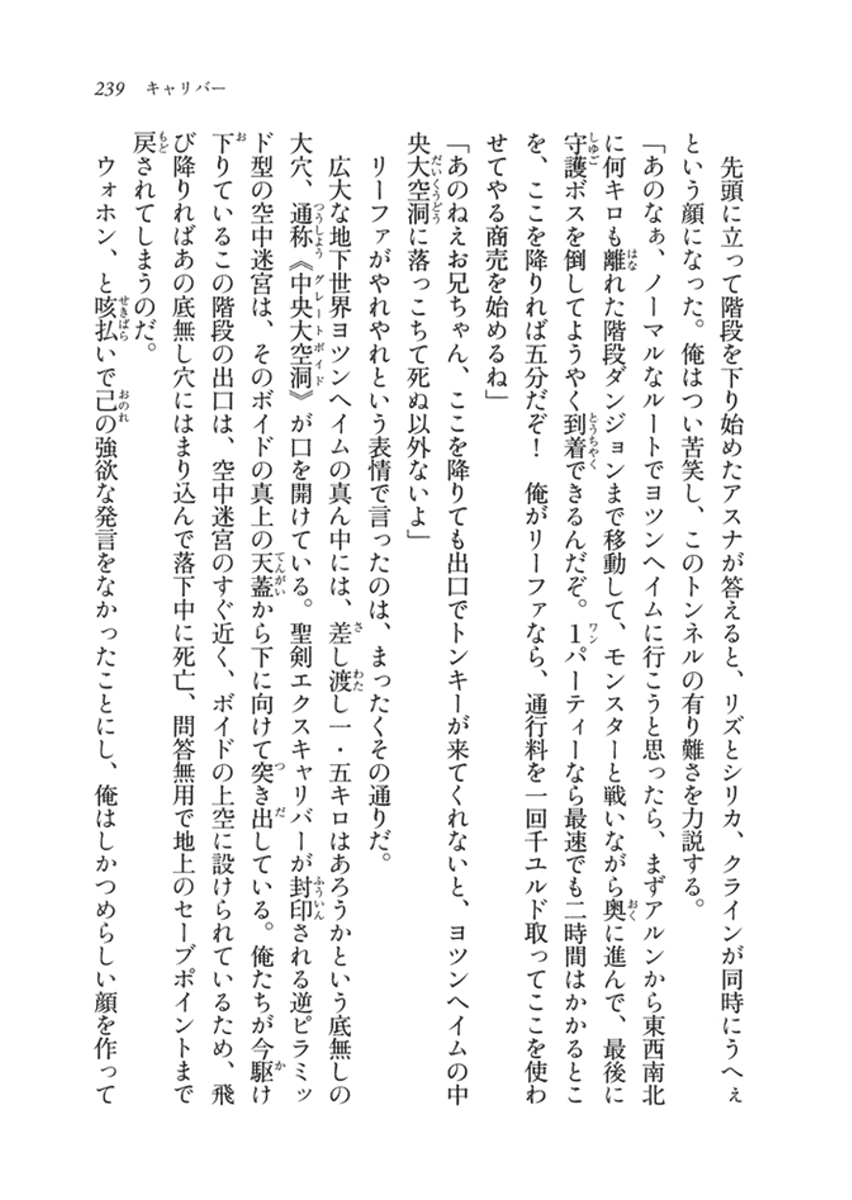 239　キャリバー
　先頭に立って階段を下り始めたアスナが答えると、リズとシリカ、クラインが同時にうへぇ
という顔になった。俺はつい苦笑し、このトンネルの有り難さを力説する。
「あのなぁ、ノーマルなルートでヨツンヘイムに行こうと思ったら、まずアルンから東西南北
に何キロも離れた階段ダンジョンまで移動して、モンスターと戦いながら奥に進んで、最後に
守護ボスを倒してようやく到着できるんだぞ。１パーティーなら最速でも二時間はかかるとこ
を、ここを降りれば五分だぞ！　俺がリーファなら、通行料を一回千ユルド取ってここを使わ
せてやる商売を始めるね」
「あのねえお兄ちゃん、ここを降りても出口でトンキーが来てくれないと、ヨツンヘイムの中
央大空洞に落っこちて死ぬ以外ないよ」
　リーファがやれやれという表情で言ったのは、まったくその通りだ。
　広大な地下世界ヨツンヘイムの真ん中には、差し渡し一・五キロはあろうかという底無しの
大穴、通称《中央大空洞》が口を開けている。聖剣エクスキャリバーが封印される逆ピラミッ
ド型の空中迷宮は、そのボイドの真上の天蓋から下に向けて突き出している。俺たちが今駆け
下りているこの階段の出口は、空中迷宮のすぐ近く、ボイドの上空に設けられているため、飛
び降りればあの底無し穴にはまり込んで落下中に死亡、問答無用で地上のセーブポイントまで
戻されてしまうのだ。
　ウォホン、と咳払いで己の強欲な発言をなかったことにし、俺はしかつめらしい顔を作って